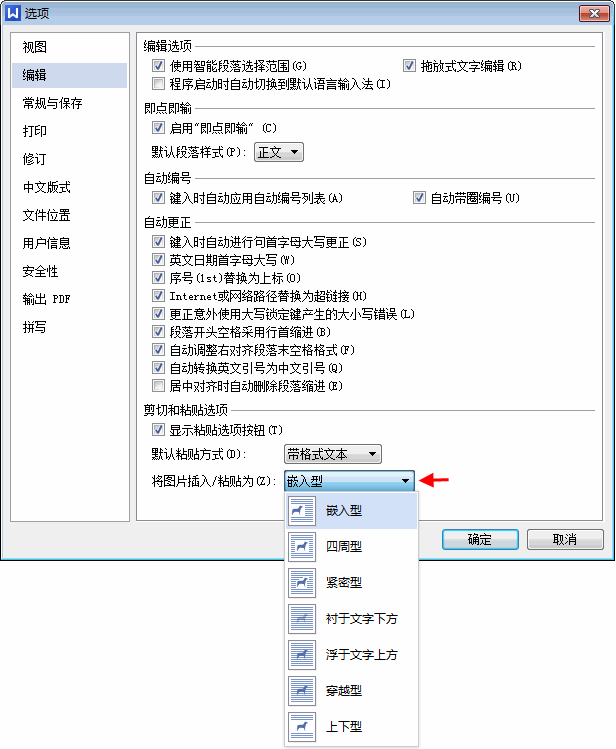 W 选项
视图
编辑
常规与保存
打印
修订
中文版式
文件位置
用户信息
安全性
输出 PDF
拼写
编辑选项
使用智能段落选择范围(G) 拖放式文字编辑(R)
程序启动时自动切换到默认语言输入法(I)
即点即输
启用"即点即输" (C)
默认段落样式(P): 正文
自动编号
键入时自动应用自动编号列表(A) 自动带圈编号(U)
自动更正
键入时自动进行句首字母大写更正(S)
英文日期首字母大写(W)
序号(1st)替换为上标(O)
Internet或网络路径替换为超链接(H)
更正意外使用大写锁定键产生的大小写错误(L)
段落开头空格采用行首缩进(B)
自动调整右对齐段落末空格格式(F)
自动转换英文引号为中文引号(Q)
居中对齐时自动删除段落缩进(E)
剪切和粘贴选项
显示粘贴选项按钮(T)
默认粘贴方式(D): 带格式文本
将图片插入/粘贴为(Z): 嵌入型
嵌入型
四周型
紧密型
衬于文字下方
浮于文字上方
穿越型
上下型
确定 取消